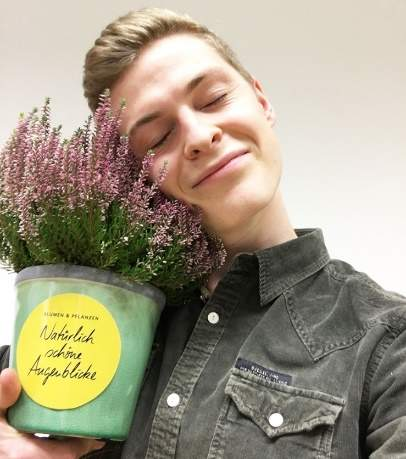 BLUMEN & PFLANZEN
Natürlich
schöne
Augenblicke